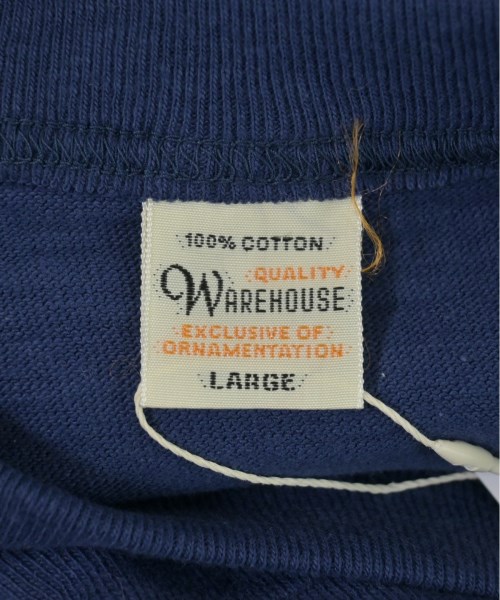 100% COTTON
QUALITY
WAREHOUSE
EXCLUSIVE OF
ORNAMENTATION
LARGE